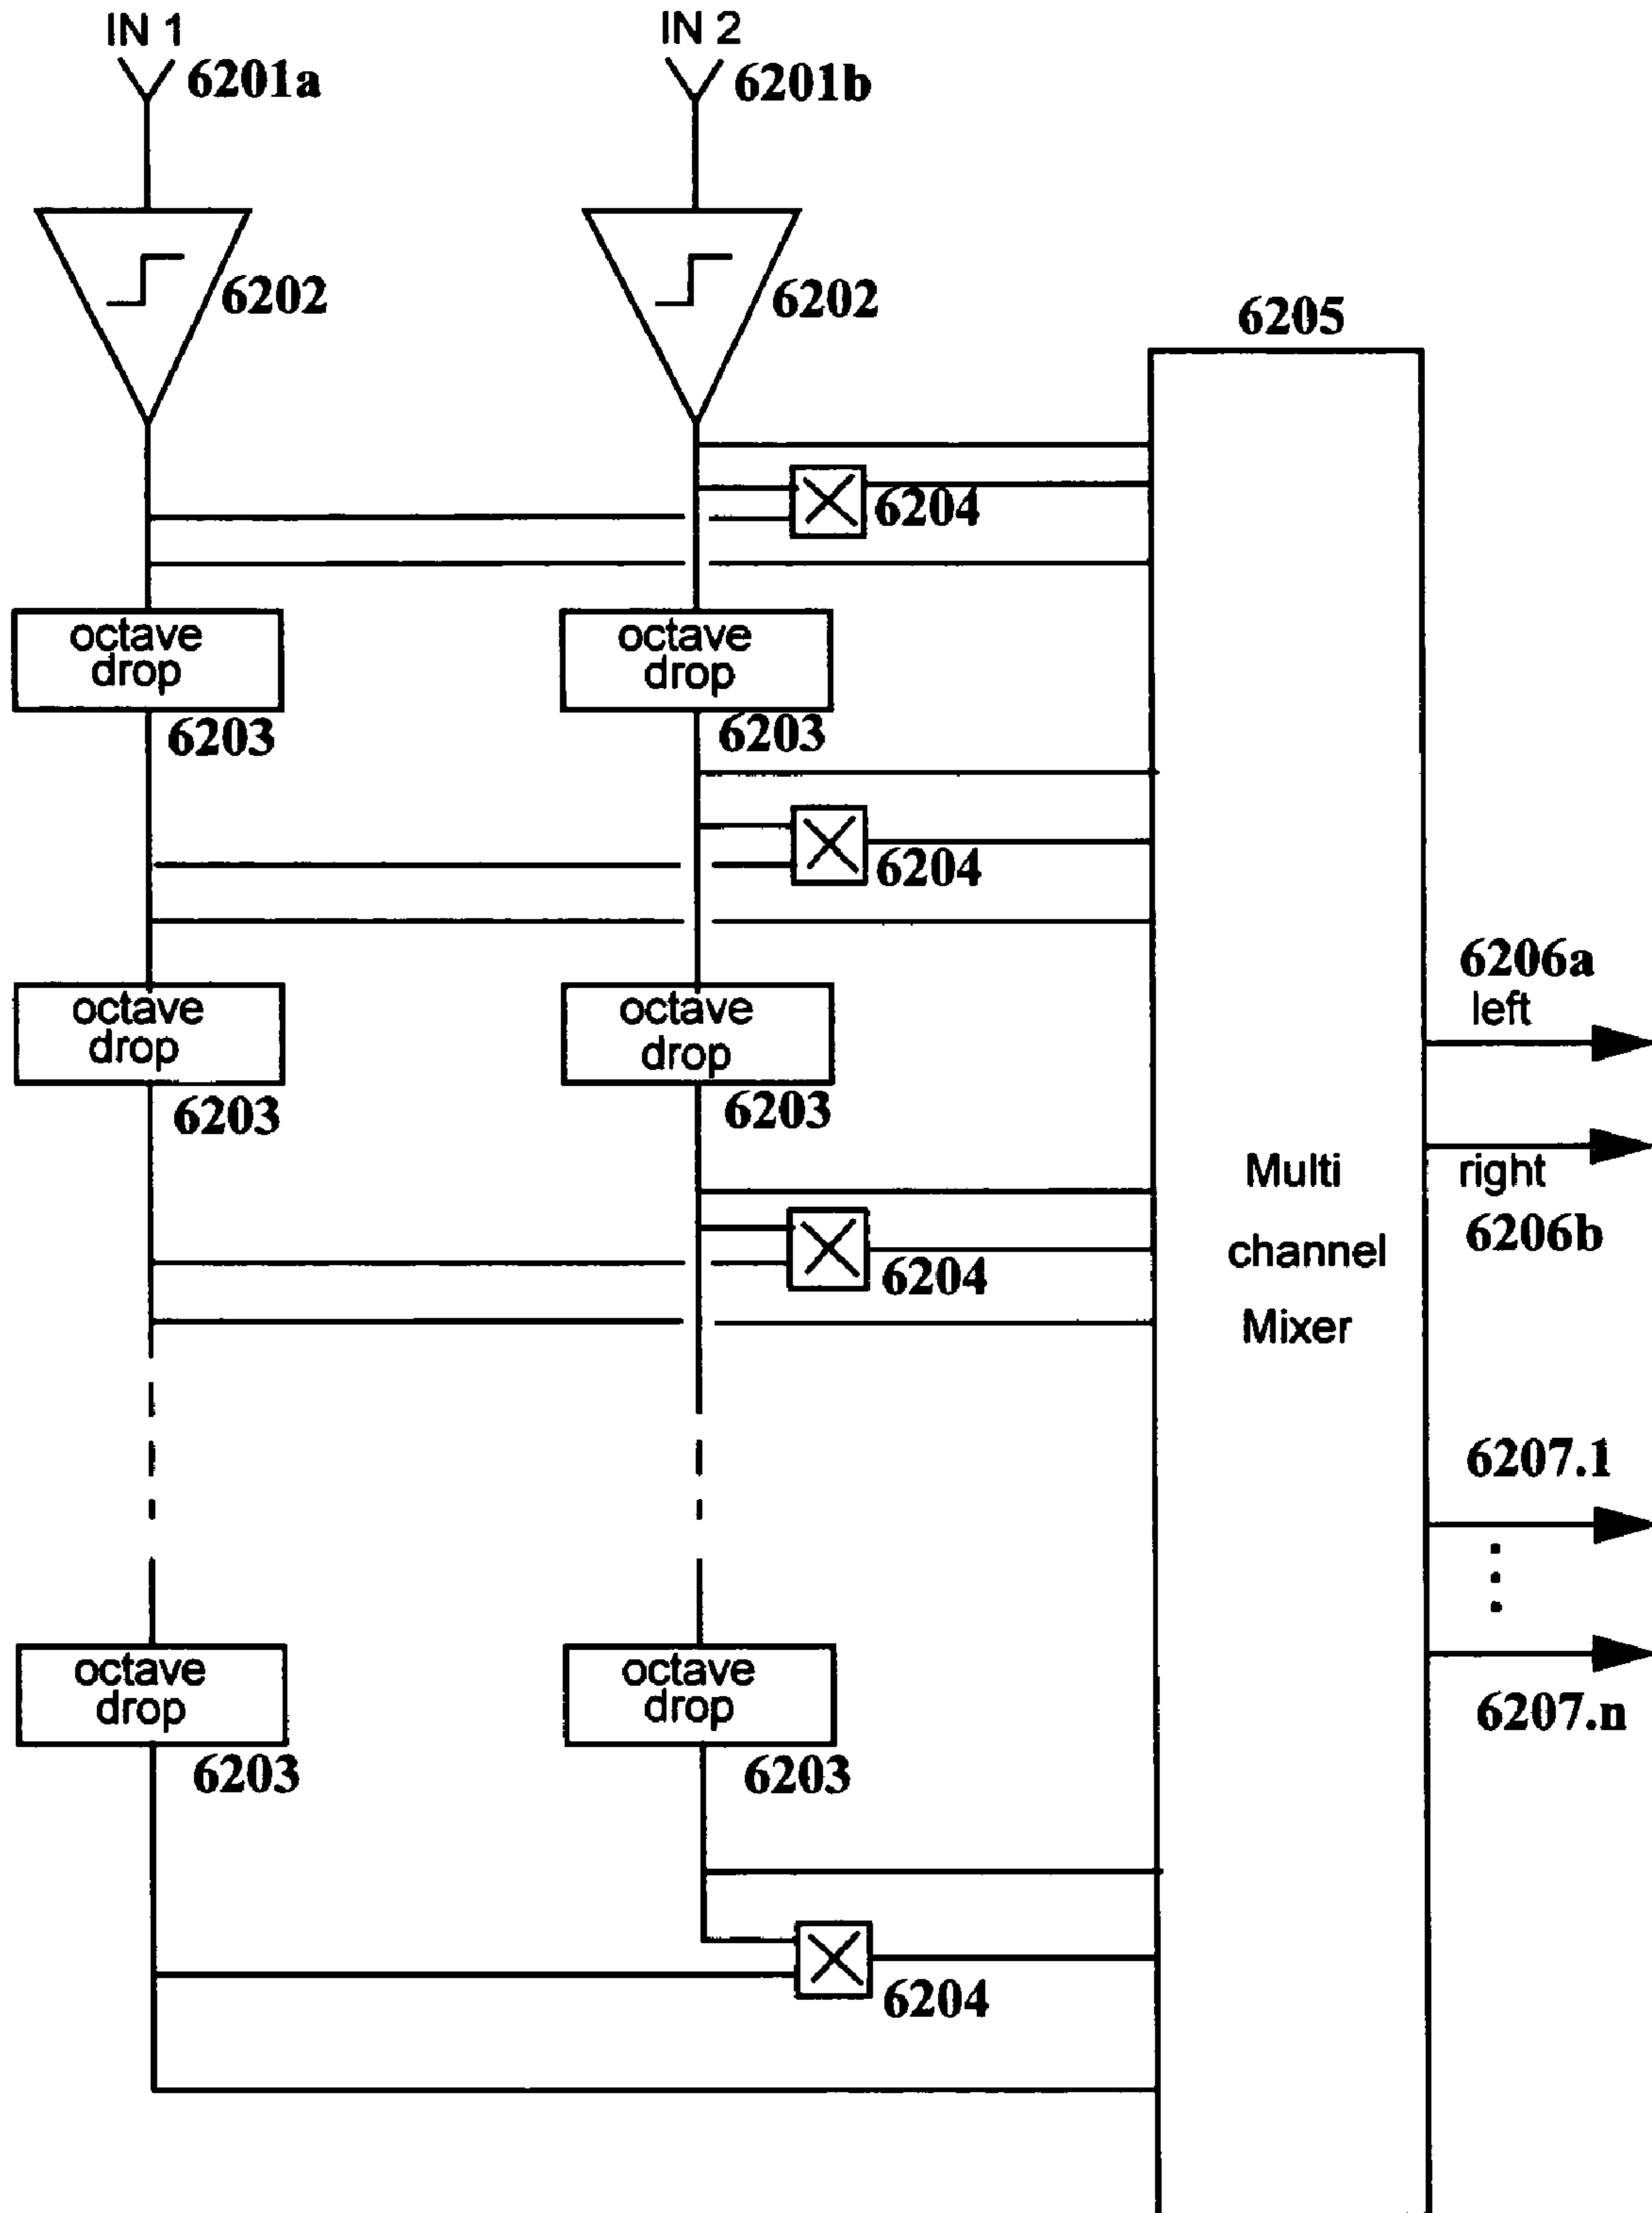 IN 1
IN 2
6201a
6201b
6202
6202
6205
6204
octave
drop
octave
drop
6203
6203
6204
octave
drop
octave
drop
6203
6203
6206a
left
right
6206b
Multi
channel
Mixer
6204
6207.1
6207.n
octave
drop
octave
drop
6203
6203
6204